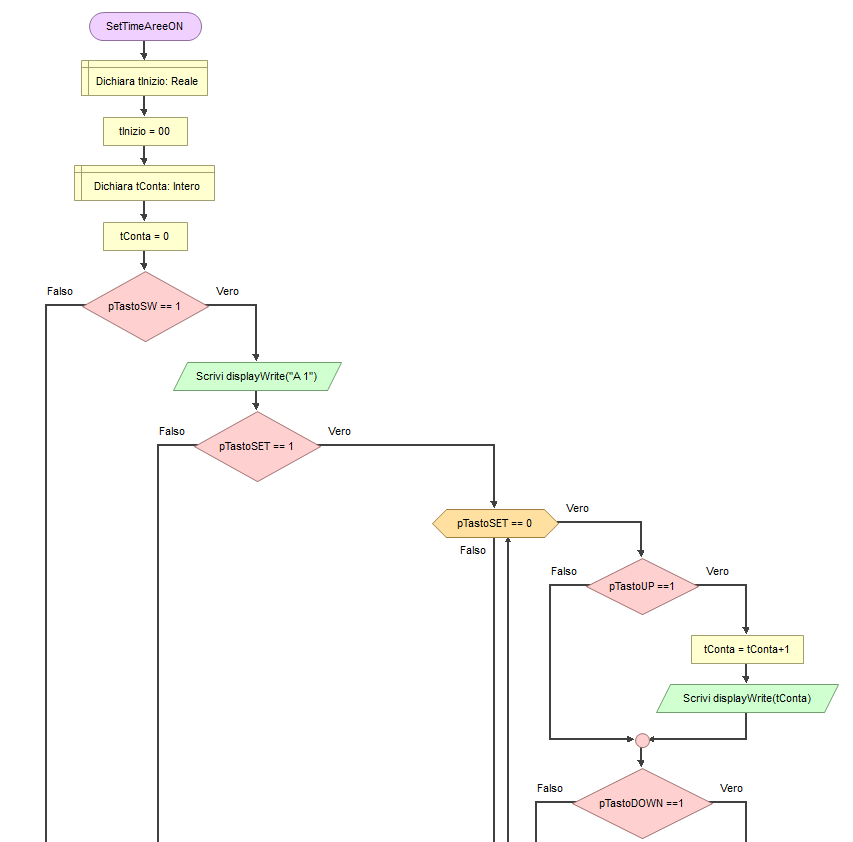 SetTimeAreeON
Dichiara tInizio: Reale
tInizio = 00
Dichiara tConta: Intero
tConta = 0
Falso
Vero
pTastoSW == 1
Scrivi displayWrite("A 1")
Falso
Vero
pTastoSET == 1
pTastoSET == 0
Vero
Falso
Falso
Vero
pTastoUP ==1
tConta = tConta+1
Scrivi displayWrite(tConta)
Falso
Vero
pTastoDOWN ==1